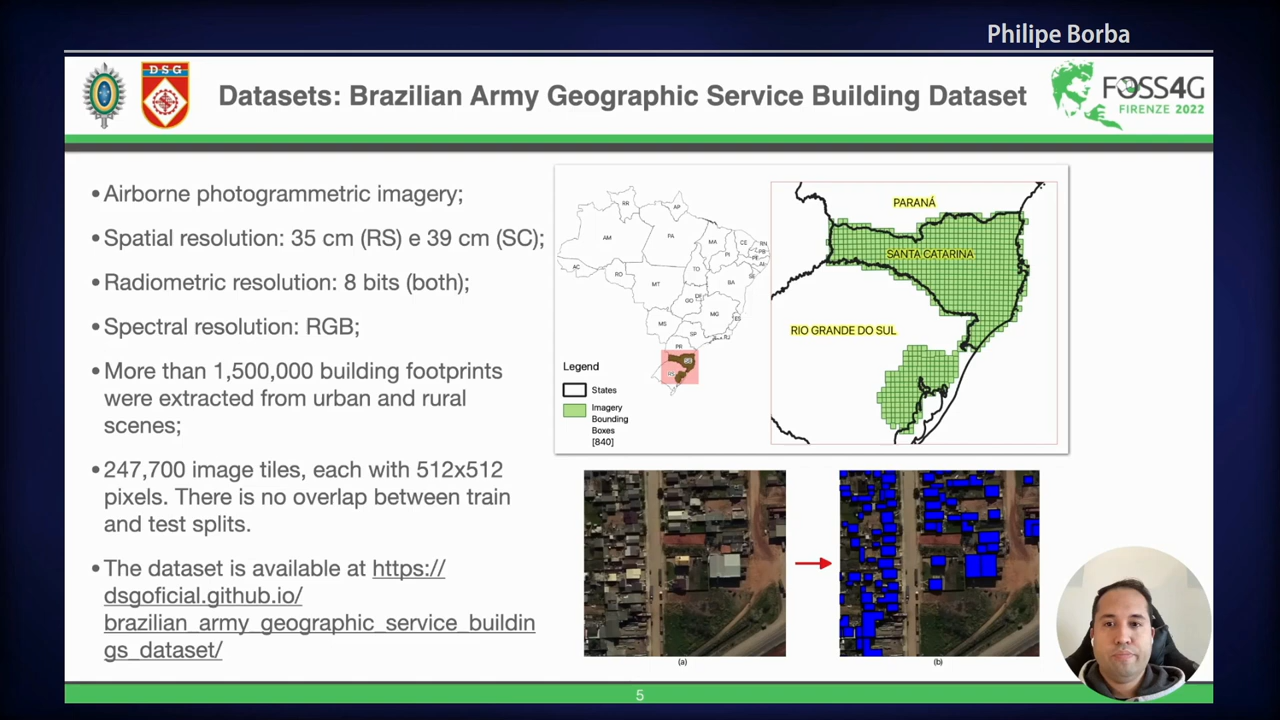 Philipe Borba
DSG
Datasets: Brazilian Army Geographic Service Building Dataset
FOSS4G
FIRENZE 2022
•Airborne photogrammetric imagery;
•Spatial resolution: 35 cm (RS) e 39 cm (SC);
•Radiometric resolution: 8 bits (both);
•Spectral resolution: RGB;
•More than 1,500,000 building footprints
were extracted from urban and rural
scenes;
•247,700 image tiles, each with 512x512
pixels. There is no overlap between train
and test splits.
•The dataset is available at https://
dsgoficial.github.io/
brazilian_army_geographic_service_buildin
gs_dataset/
RR
AP
AM
PA
MA
CE
RN
PB
PE
AL
PI
AC
RO
TO
SE
BA
MT
DF
GO
MG
ES
MS
SP
RJ
PR
SC
RS
Legend
States
Imagery
Bounding
Boxes
[840]
PARANÁ
SANTA CATARINA
RIO GRANDE DO SUL
(a)
(b)
5